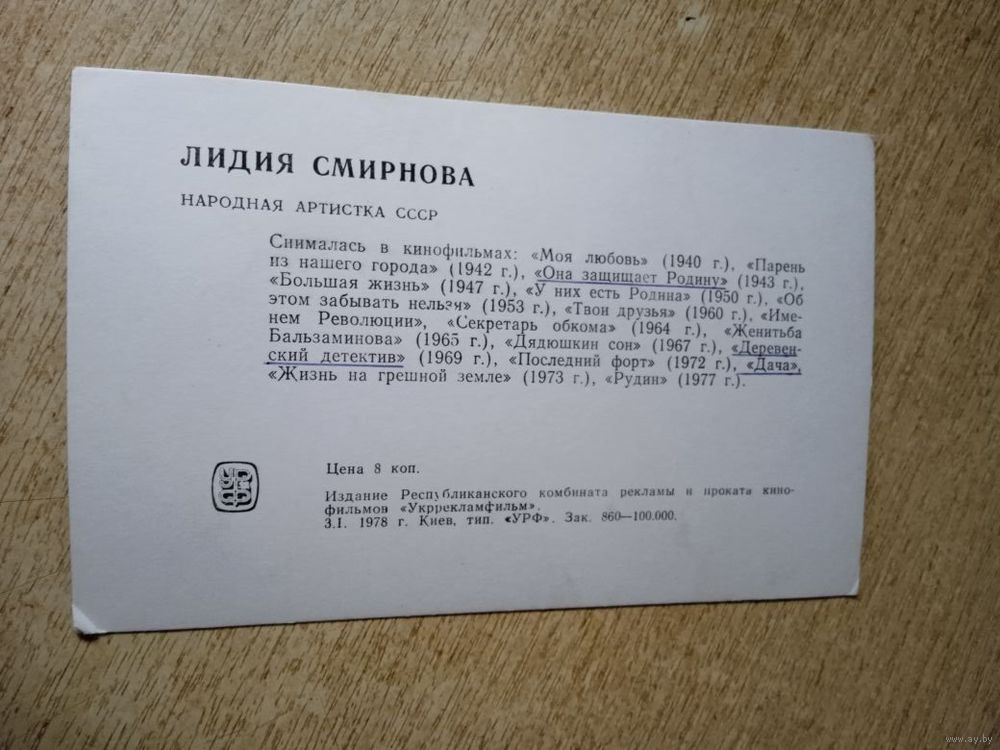 ЛИДИЯ СМИРНОВА
НАРОДНАЯ АРТИСТКА СССР
Снималась в кинофильмах: «Моя любовь» (1940 г.), «Парень
из нашего города» (1942 г.), «Она защищает Родину» (1943 г.),
«Большая жизнь» (1947 г.), «У них есть Родина» (1950 г.), «Об
этом забывать нельзя» (1953 г.), «Твои друзья» (1960 г.), «Име-
нем Революции», «Секретарь обкома» (1964 г.), «Женитьба
Бальзаминова» (1965 г.), «Дядюшкин сон» (1967 г.), «Деревен-
ский детектив» (1969 г.), «Последний форт» (1972 г.), «Дача»,
«Жизнь на грешной земле» (1973 г.), «Рудин» (1977 г.).
Цена 8 коп.
Издание Республиканского комбината рекламы и проката кино-
фильмов «Укррекламфильм».
3.I. 1978 г. Киев, тип. «УРФ». Зак. 860—100.000.
www.ay.by